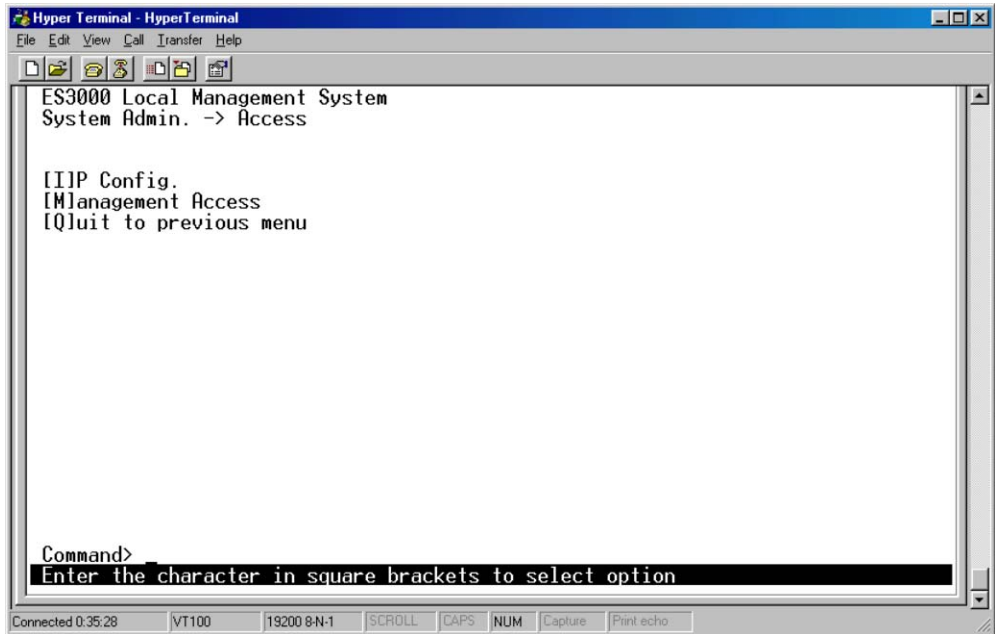 Hyper Terminal - HyperTerminal
File Edit View Call Transfer Help
ES3000 Local Management System
System Admin. -> Access
[I]P Config.
[M]anagement Access
[Q]uit to previous menu
Command> _
Enter the character in square brackets to select option
Connected 0:35:28 VT100 19200 8-N-1 SCROLL CAPS NUM Capture Print echo